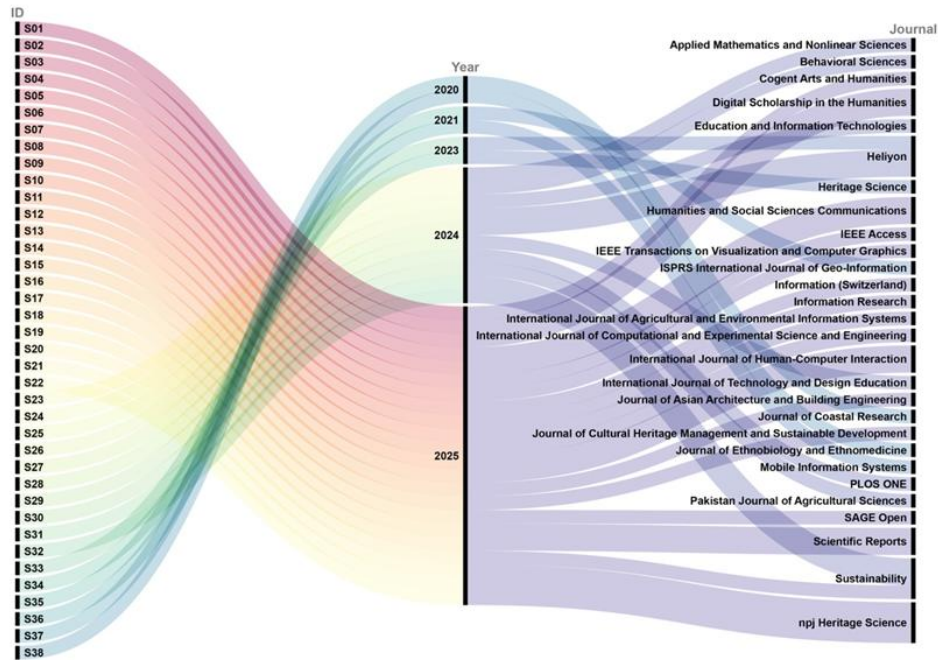 ID
S01
S02
S03
S04
S05
S06
S07
S08
S09
S10
S11
S12
S13
S14
S15
S16
S17
S18
S19
S20
S21
S22
S23
S24
S25
S26
S27
S28
S29
S30
S31
S32
S33
S34
S35
S36
S37
S38
Year
2020
2021
2023
2024
2025
Journal
Applied Mathematics and Nonlinear Sciences
Behavioral Sciences
Cogent Arts and Humanities
Digital Scholarship in the Humanities
Education and Information Technologies
Heliyon
Heritage Science
Humanities and Social Sciences Communications
IEEE Access
IEEE Transactions on Visualization and Computer Graphics
ISPRS International Journal of Geo-Information
Information (Switzerland)
Information Research
International Journal of Agricultural and Environmental Information Systems
International Journal of Computational and Experimental Science and Engineering
International Journal of Human-Computer Interaction
International Journal of Technology and Design Education
Journal of Asian Architecture and Building Engineering
Journal of Coastal Research
Journal of Cultural Heritage Management and Sustainable Development
Journal of Ethnobiology and Ethnomedicine
Mobile Information Systems
PLOS ONE
Pakistan Journal of Agricultural Sciences
SAGE Open
Scientific Reports
Sustainability
npj Heritage Science